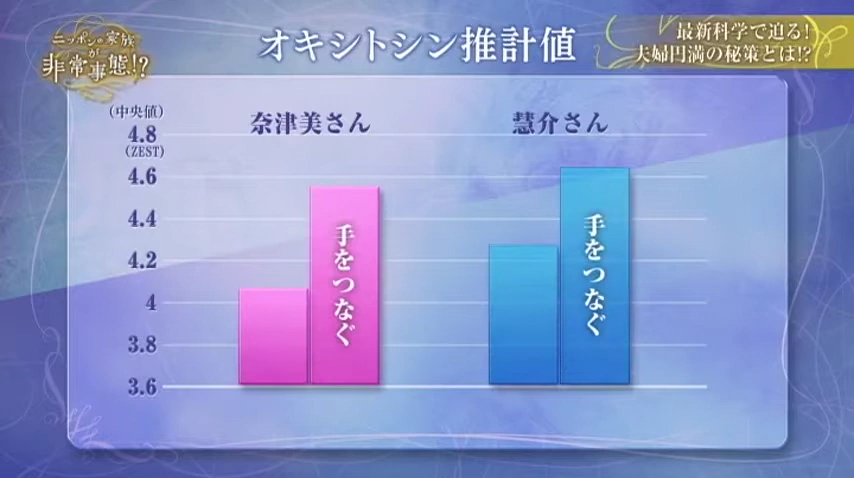 ニッポンの家族
が
非常事態!?
オキシトシン推計値
最新科学で迫る!
夫婦円満の秘策とは!?
(中央値)
奈津美さん
慧介さん
4.8
(ZEST)
4.6
4.4
4.2
4
3.8
3.6
手をつなぐ
手をつなぐ